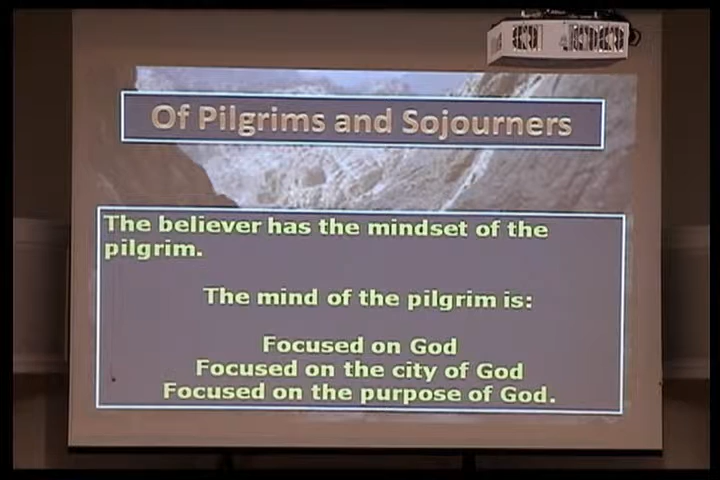 Of Pilgrims and Sojourners
The believer has the mindset of the
pilgrim.
The mind of the pilgrim is:
Focused on God
Focused on the city of God
Focused on the purpose of God.